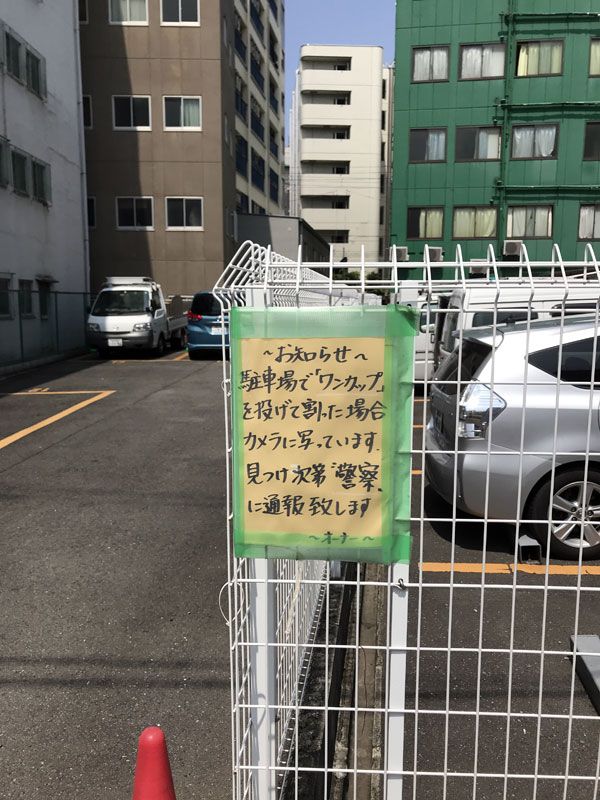 ～お知らせ～
駐車場で「ワンカップ」
を投げて割った場合
カメラに写っています.
見つけ次第"警察"
に通報致します
～オーナー～